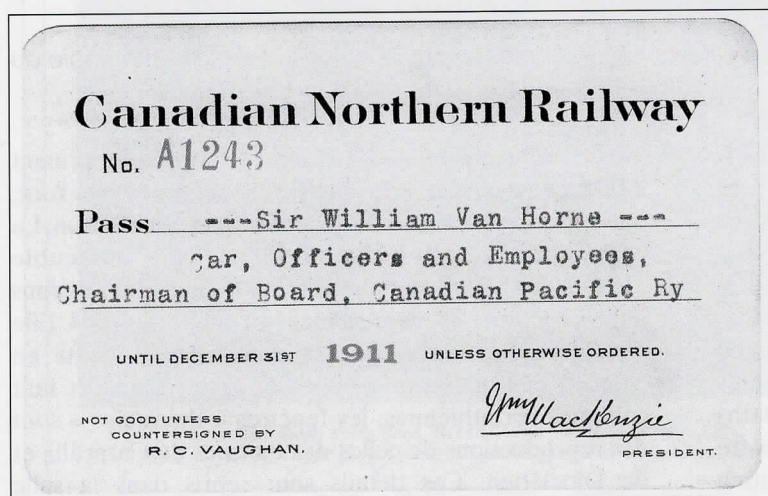 Canadian Northern Railway
No. A1243
Pass ---Sir William Van Horne ---
car, Officers and Employees,
Chairman of Board, Canadian Pacific Ry
UNTIL DECEMBER 31ST 1911 UNLESS OTHERWISE ORDERED.
NOT GOOD UNLESS
COUNTERSIGNED BY
R. C. VAUGHAN.
Wm Mackenzie
PRESIDENT.